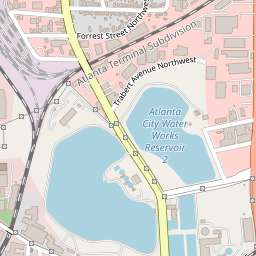 Forrest Street Northwest
Atlanta Terminal Subdivision
Trabert Avenue Northwest
Atlanta
City Water
Works
Reservoir
2